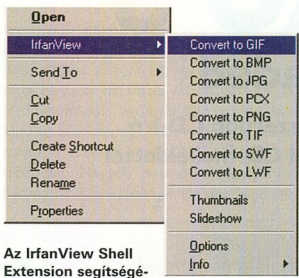 Open
IrfanView
Send To
Cut
Copy
Create Shortcut
Delete
Rename
Properties
Convert to GIF
Convert to BMP
Convert to JPG
Convert to PCX
Convert to PNG
Convert to TIF
Convert to SWF
Convert to LWF
Thumbnails
Slideshow
Options
Info
Az IrfanView Shell
Extension segítségé-